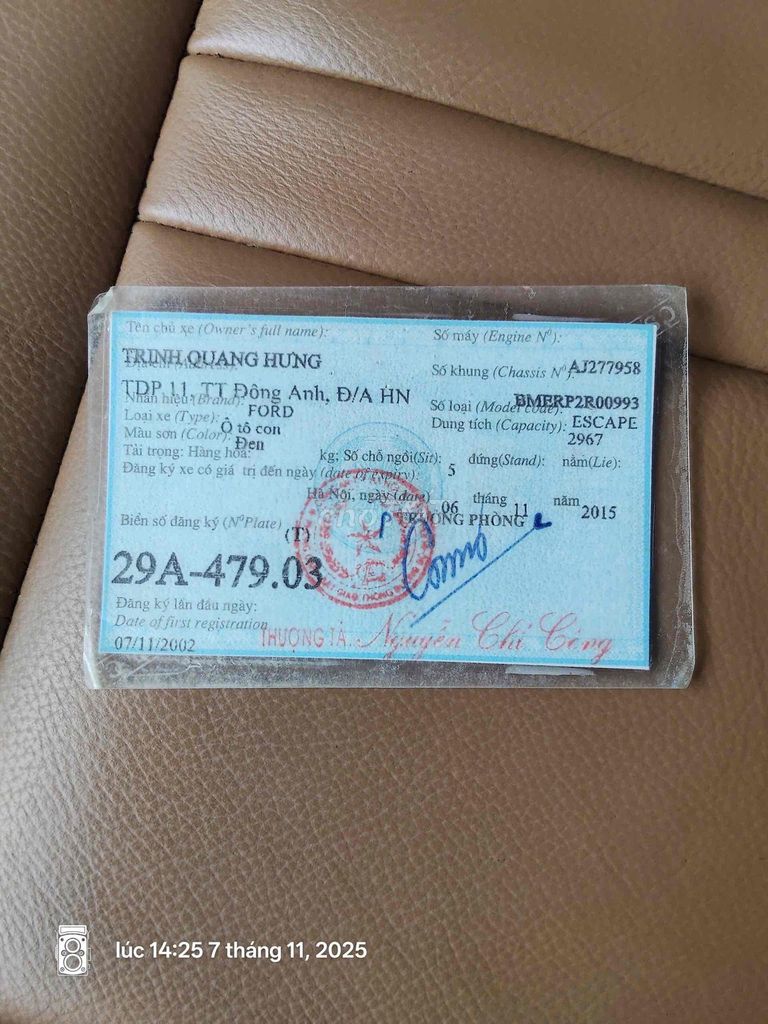 Tên chủ xe (Owner's full name):
TRỊNH QUANG HƯNG
TDP 11, TT Đông Anh, Đ/A HN
Nhãn hiệu (Brand): FORD
Loại xe (Type): Ô tô con
Màu sơn (Color): Đen
Tải trọng: Hàng hóa: kg; Số chỗ ngồi(Sit): 5 đứng(Stand): nằm(Lie):
Số máy (Engine Nº): AJ277958
Số khung (Chassis Nº): BMERP2R00993
Số loại (Model code): ESCAPE
Dung tích (Capacity): 2967
Đăng ký xe có giá trị đến ngày (date of expiry):
Hà Nội, ngày (date) 06 tháng 11 năm 2015
P TRƯỞNG PHÒNG
Biển số đăng ký (NºPlate) (T)
29A-479.03
Đăng ký lần đầu ngày:
Date of first registration
07/11/2002
THƯỢNG TÁ Nguyễn Chí Công
lúc 14:25 7 tháng 11, 2025